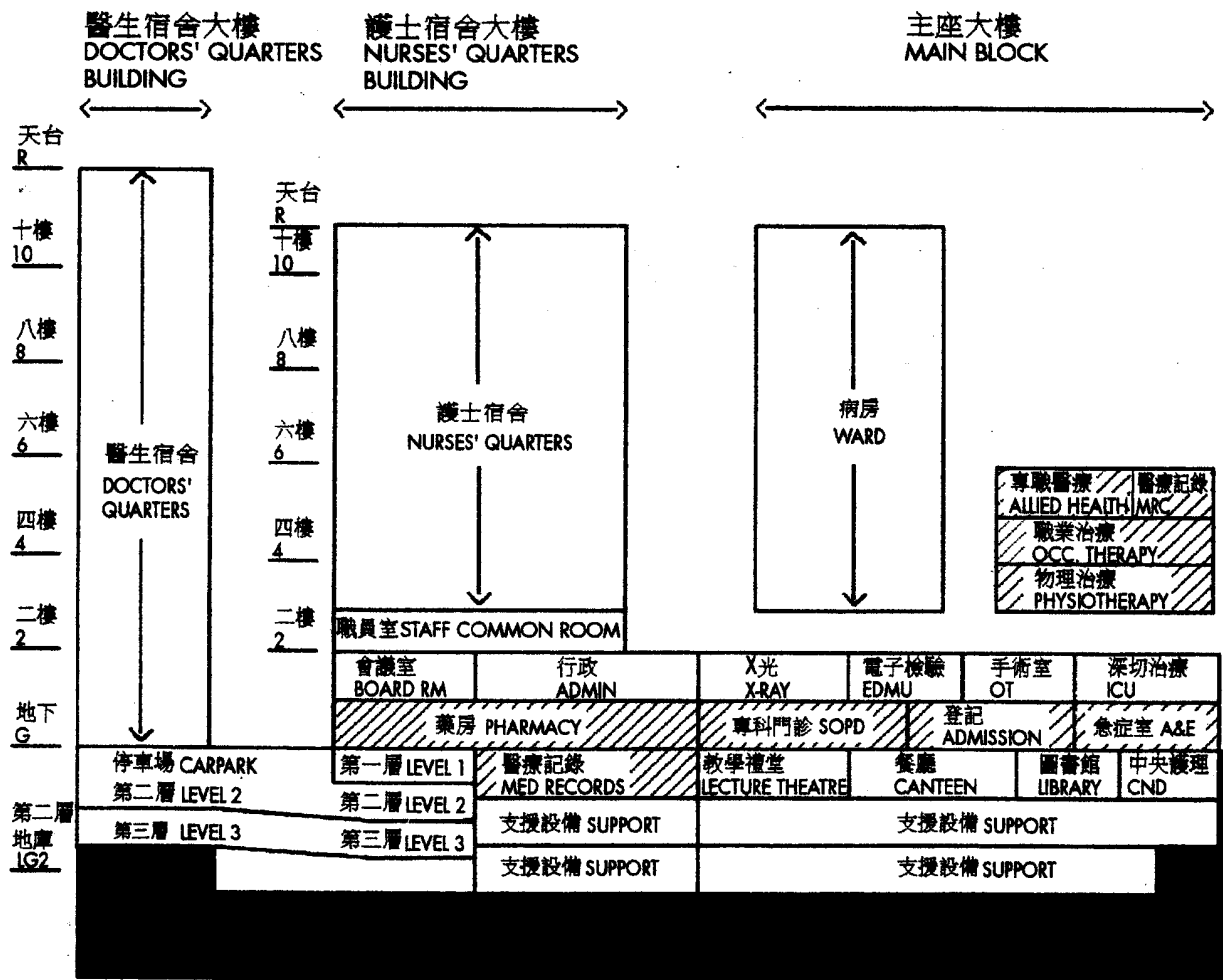 醫生宿舍大樓
DOCTORS' QUARTERS
BUILDING
護士宿舍大樓
NURSES' QUARTERS
BUILDING
主座大樓
MAIN BLOCK
天台
R
十樓
10
八樓
8
六樓
6
四樓
4
二樓
2
地下
G
第二層
地庫
LG2
醫生宿舍
DOCTORS'
QUARTERS
天台
R
十樓
10
八樓
8
六樓
6
四樓
4
二樓
2
護士宿舍
NURSES' QUARTERS
病房
WARD
專職醫療
ALLIED HEALTH
醫療記錄
MRC
職業治療
OCC. THERAPY
物理治療
PHYSIOTHERAPY
職員室 STAFF COMMON ROOM
會議室
BOARD RM
行政
ADMIN
X光
X-RAY
電子檢驗
EDMU
手術室
OT
深切治療
ICU
藥房 PHARMACY
專科門診 SOPD
登記
ADMISSION
急症室 A&E
停車場 CARPARK
第二層 LEVEL 2
第三層 LEVEL 3
第一層 LEVEL 1
第二層 LEVEL 2
第三層 LEVEL 3
醫療記錄
MED RECORDS
教學禮堂
LECTURE THEATRE
餐廳
CANTEEN
圖書館
LIBRARY
中央護理
CND
支援設備 SUPPORT
支援設備 SUPPORT
支援設備 SUPPORT
支援設備 SUPPORT